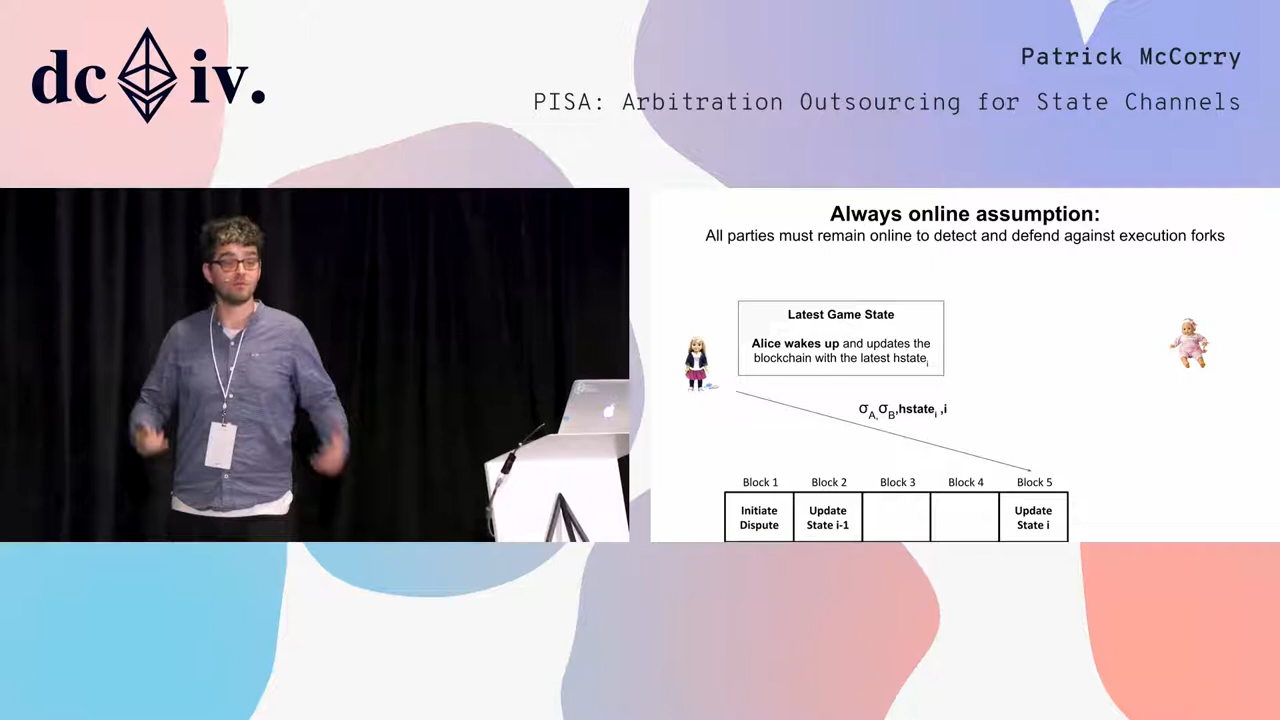 dc iv.
Patrick McCorry
PISA: Arbitration Outsourcing for State Channels
Always online assumption:
All parties must remain online to detect and defend against execution forks
Latest Game State
Alice wakes up and updates the
blockchain with the latest hstateᵢ
σA,σB,hstateᵢ ,i
Block 1 Block 2 Block 3 Block 4 Block 5
Initiate Update Update
Dispute State i-1 State i